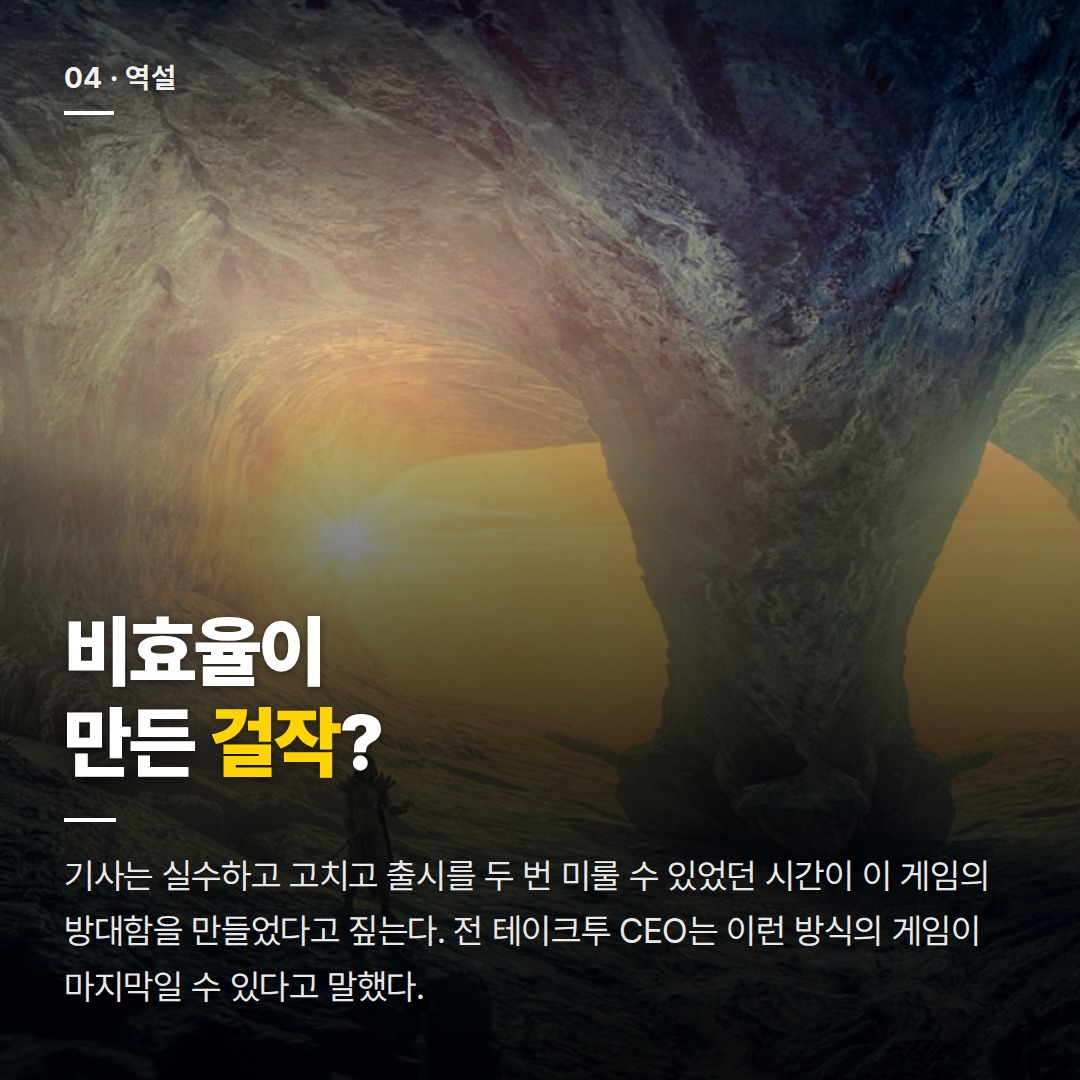 04 · 역설
비효율이
만든 걸작?
기사는 실수하고 고치고 출시를 두 번 미룰 수 있었던 시간이 이 게임의
방대함을 만들었다고 짚는다. 전 테이크투 CEO는 이런 방식의 게임이
마지막일 수 있다고 말했다.